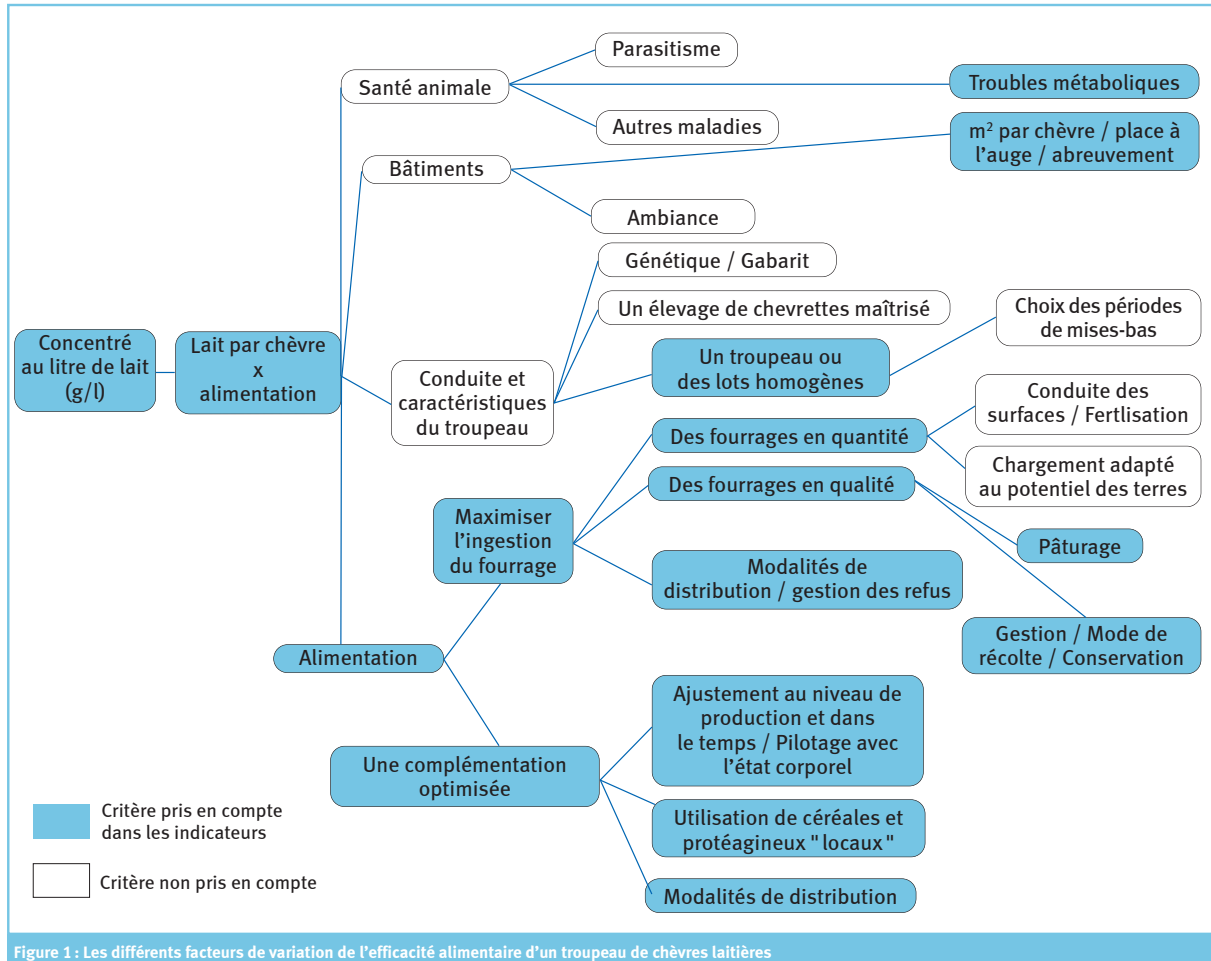 Parasitisme
Santé animale
Troubles métaboliques
Autres maladies
m² par chèvre / place à
l'auge / abreuvement
Bâtiments
Ambiance
Génétique / Gabarit
Un élevage de chevrettes maîtrisé
Choix des périodes
de mises-bas
Concentré
au litre de lait
(g/l)
Lait par chèvre
x
alimentation
Un troupeau ou
des lots homogènes
Conduite et
caractéristiques
du troupeau
Conduite des
surfaces / Fertlisation
Des fourrages en quantité
Chargement adapté
au potentiel des terres
Des fourrages en qualité
Maximiser
l'ingestion
du fourrage
Pâturage
Modalités de
distribution / gestion des refus
Gestion / Mode de
récolte / Conservation
Alimentation
Ajustement au niveau de
production et dans
le temps / Pilotage avec
l'état corporel
Une complémentation
optimisée
Utilisation de céréales et
protéagineux "locaux"
Modalités de distribution
Critère pris en compte
dans les indicateurs
Critère non pris en compte
Figure 1 : Les différents facteurs de variation de l'efficacité alimentaire d'un troupeau de chèvres laitières